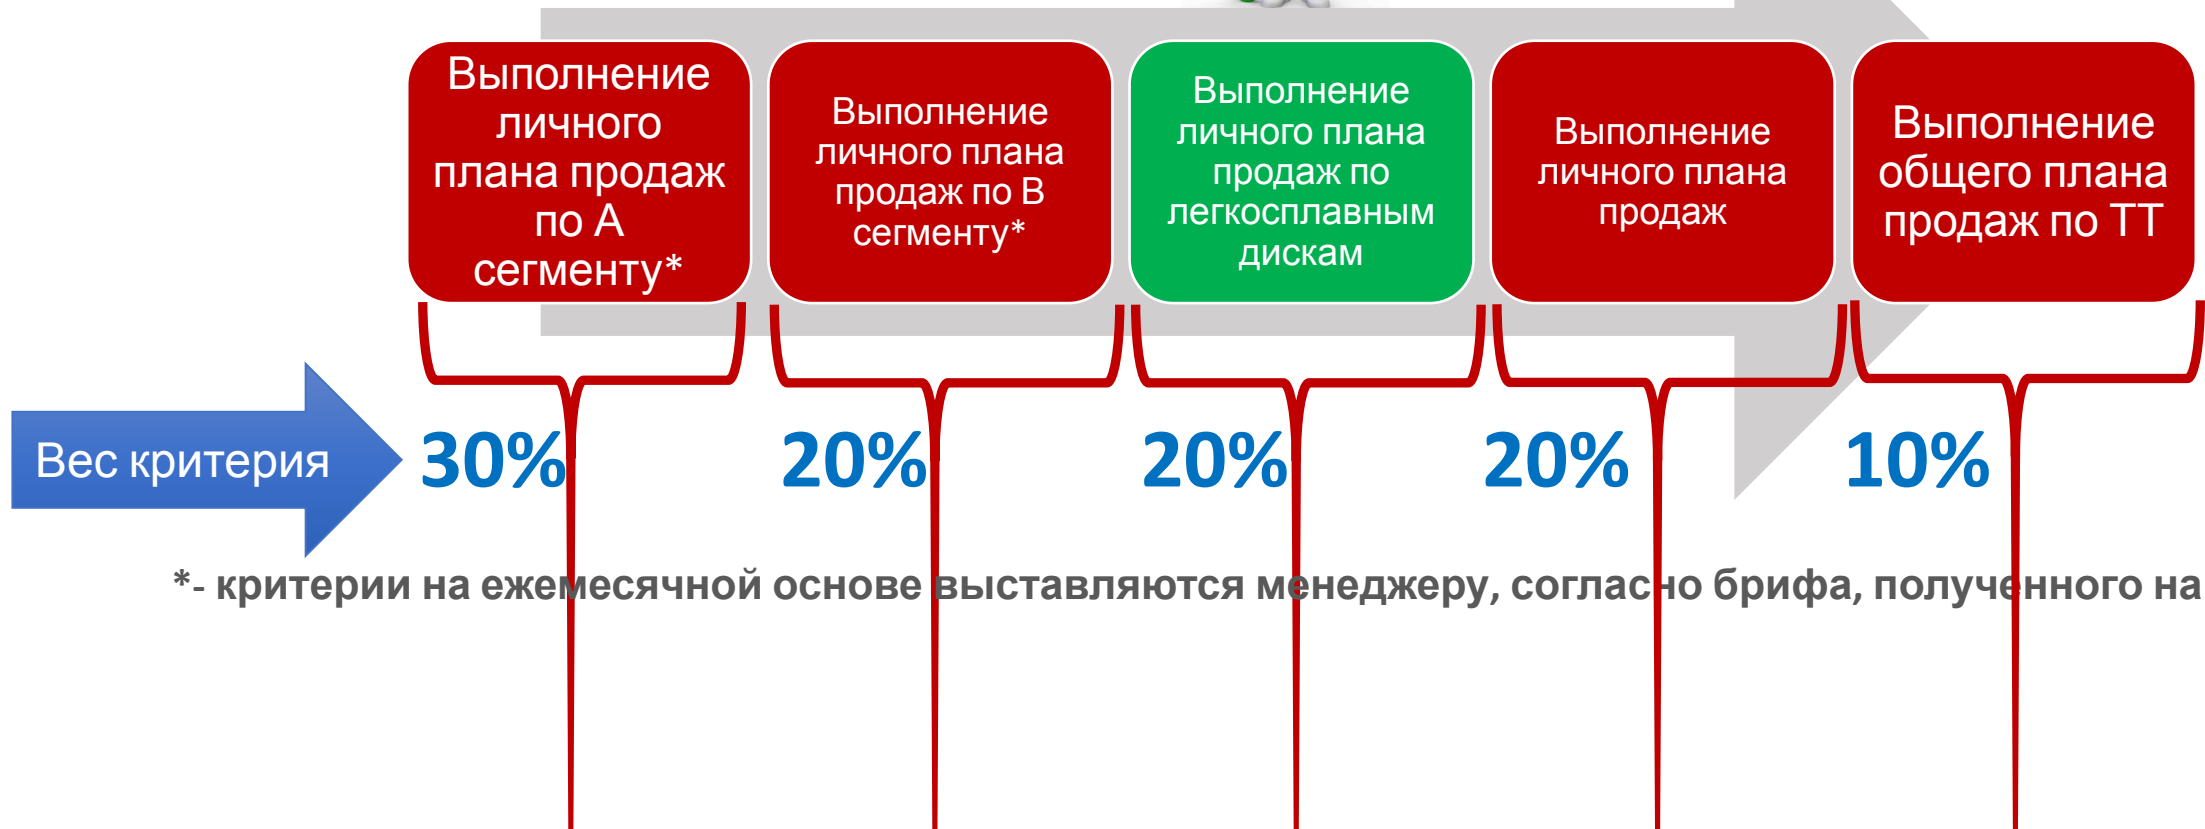 Выполнение
личного
плана продаж
по А
сегменту*
Выполнение
личного плана
продаж по В
сегменту*
Выполнение
личного плана
продаж по
легкосплавным
дискам
Выполнение
личного плана
продаж
Выполнение
общего плана
продаж по ТТ
Вес критерия
30%
20%
20%
20%
10%
*- критерии на ежемесячной основе выставляются менеджеру, согласно брифа, полученного на